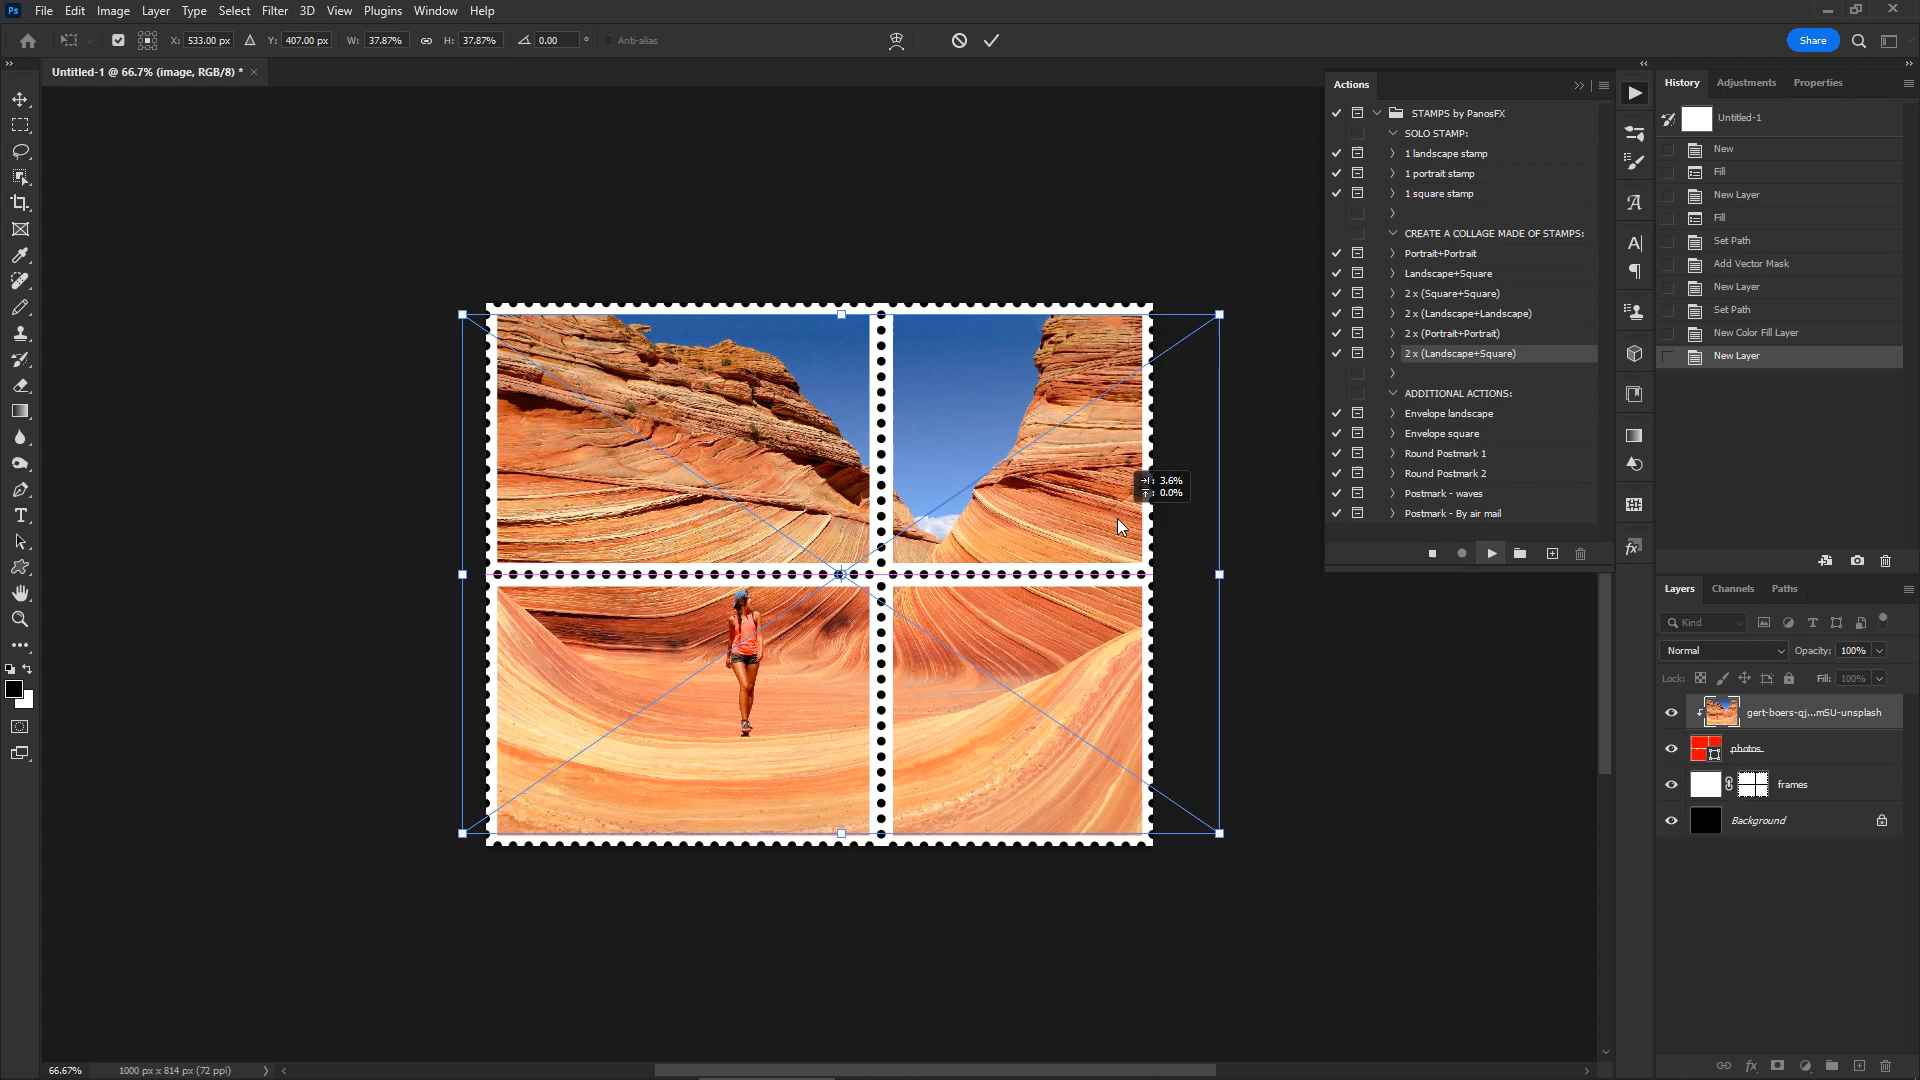 Ps File Edit Image Layer Type Select Filter 3D View Plugins Window Help
X: 533.00 px Y: 407.00 px W: 37.87% H: 37.87% 0.00 ° Anti-alias Share
Untitled-1 @ 66.7% (image, RGB/8) * ×
Actions
STAMPS by PanosFX
SOLO STAMP:
1 landscape stamp
1 portrait stamp
1 square stamp
CREATE A COLLAGE MADE OF STAMPS:
Portrait+Portrait
Landscape+Square
2 x (Square+Square)
2 x (Landscape+Landscape)
2 x (Portrait+Portrait)
2 x (Landscape+Square)
ADDITIONAL ACTIONS:
Envelope landscape
Envelope square
Round Postmark 1
Round Postmark 2
Postmark - waves
Postmark - By air mail
History Adjustments Properties
Untitled-1
New
Fill
New Layer
Fill
Set Path
Add Vector Mask
New Layer
Set Path
New Color Fill Layer
New Layer
: 3.6%
: 0.0%
Layers Channels Paths
Kind
Normal Opacity: 100%
Lock: Fill: 100%
gert-boers-qj...mSU-unsplash
photos
frames
Background
66.67% 1000 px x 814 px (72 ppi)